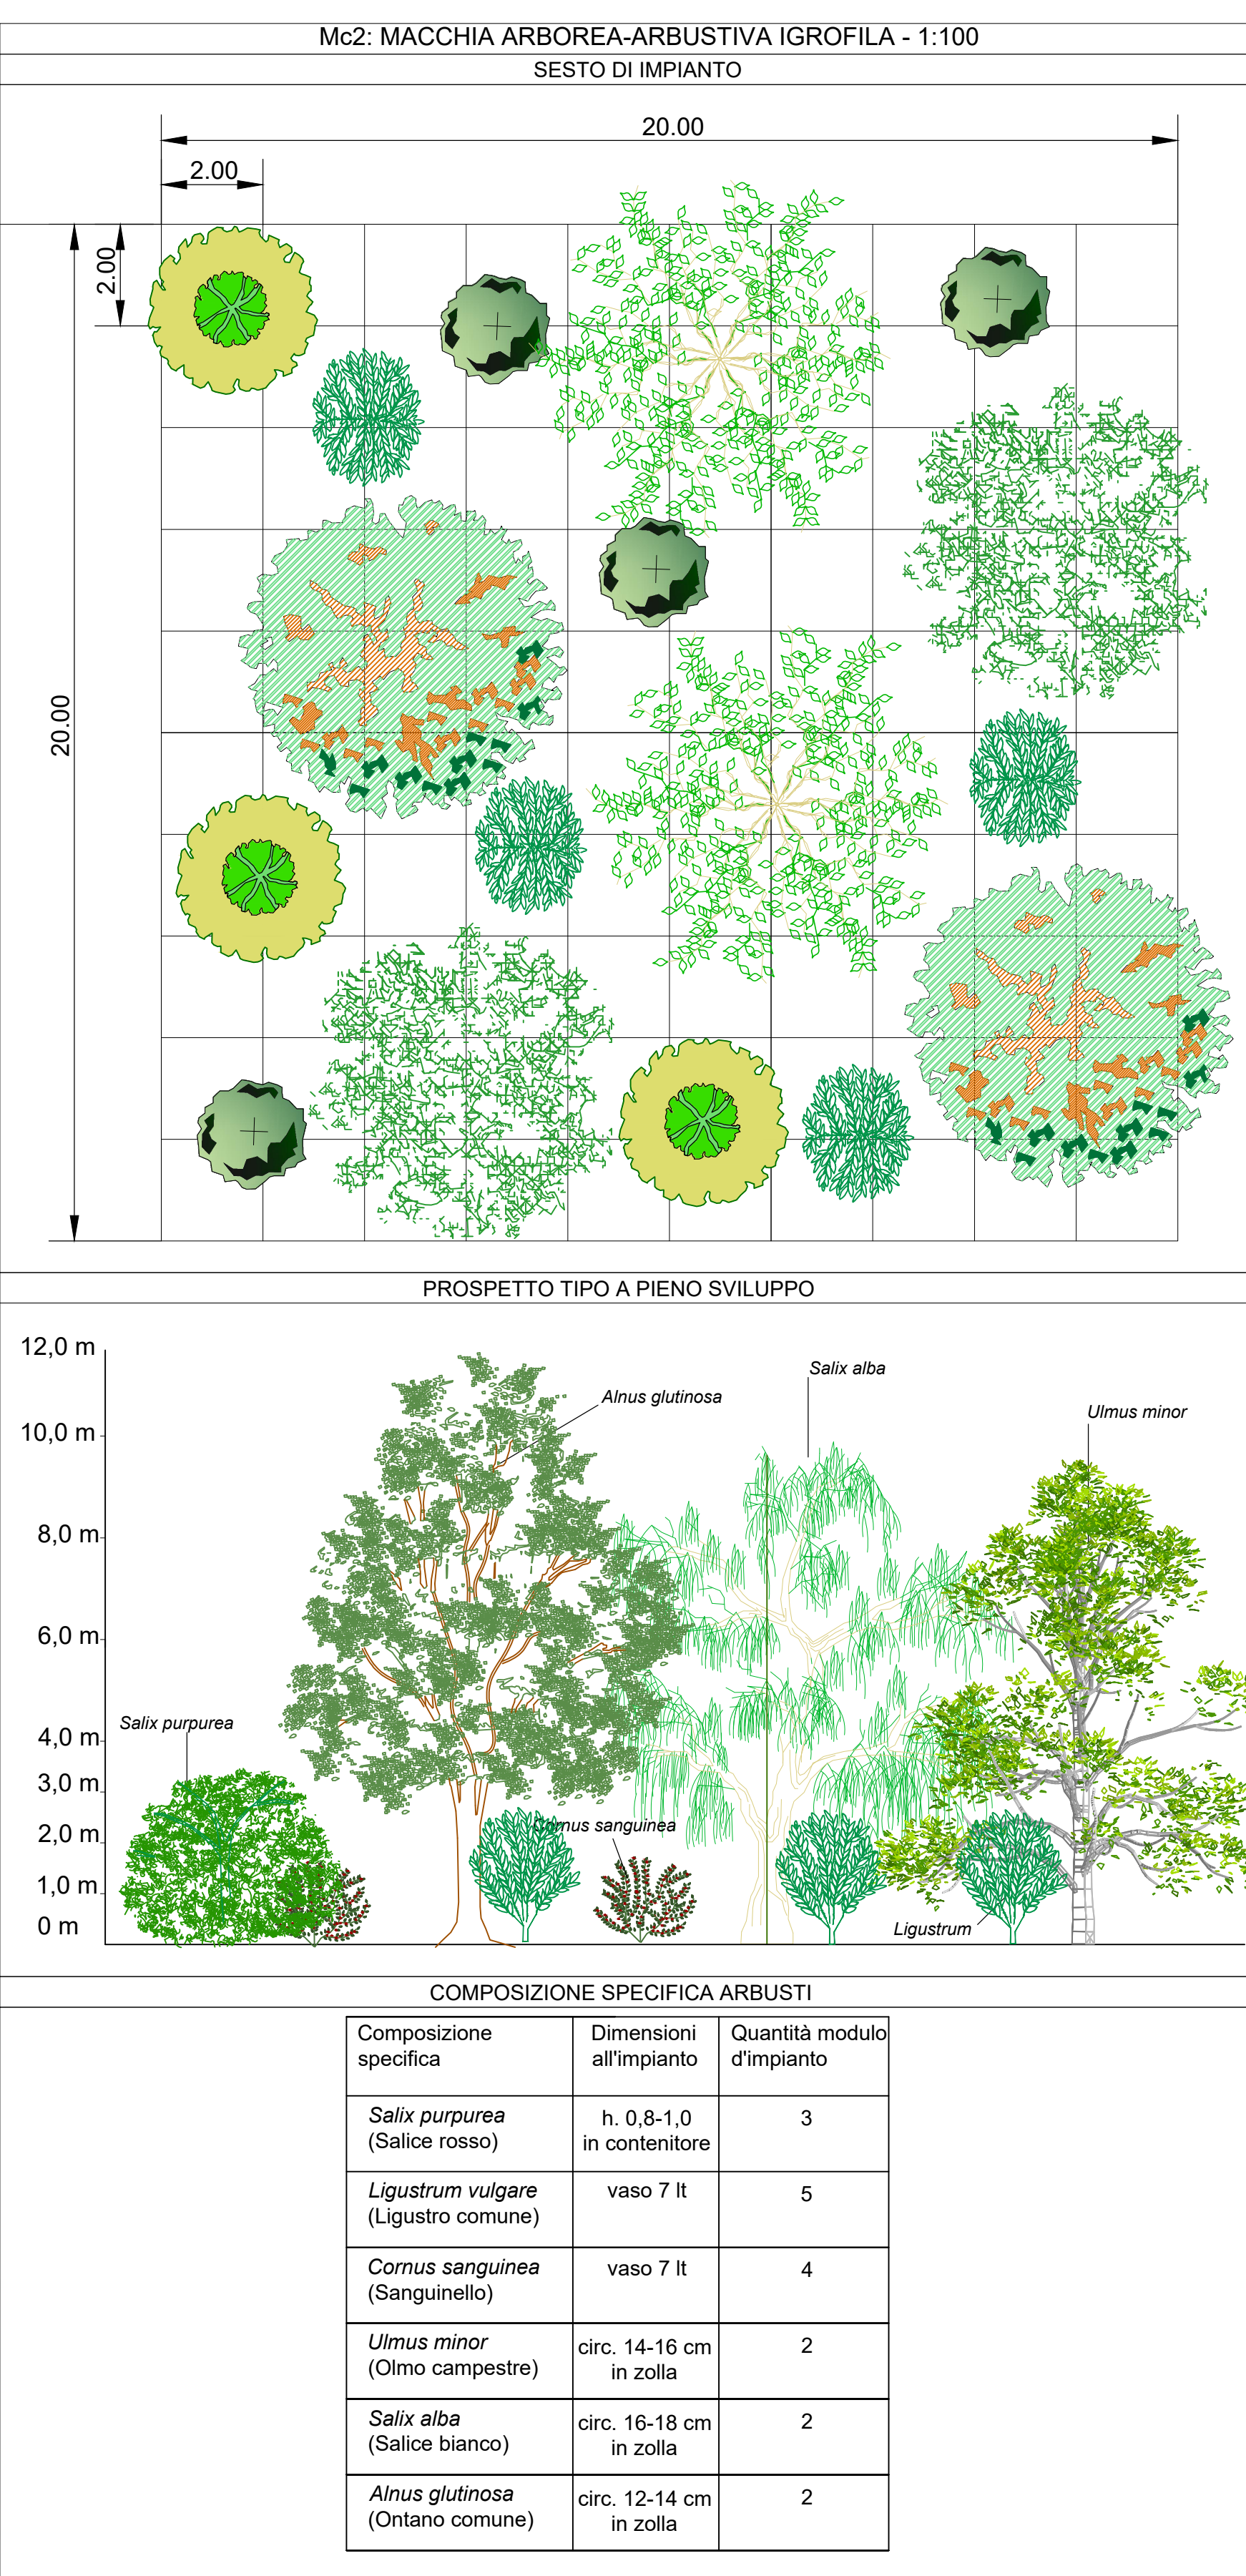 Mc2: MACCHIA ARBOREA-ARBUSTIVA IGROFILA - 1:100
SESTO DI IMPIANTO
20.00
2.00
2.00
20.00
PROSPETTO TIPO A PIENO SVILUPPO
12,0 m
10,0 m
8,0 m
6,0 m
4,0 m
3,0 m
2,0 m
1,0 m
0 m
Salix alba
Alnus glutinosa
Ulmus minor
Salix purpurea
Cornus sanguinea
Ligustrum
COMPOSIZIONE SPECIFICA ARBUSTI
Composizione
specifica
Dimensioni
all'impianto
Quantità modulo
d'impianto
Salix purpurea
(Salice rosso)
h. 0,8-1,0
in contenitore
3
Ligustrum vulgare
(Ligustro comune)
vaso 7 lt
5
Cornus sanguinea
(Sanguinello)
vaso 7 lt
4
Ulmus minor
(Olmo campestre)
circ. 14-16 cm
in zolla
2
Salix alba
(Salice bianco)
circ. 16-18 cm
in zolla
2
Alnus glutinosa
(Ontano comune)
circ. 12-14 cm
in zolla
2